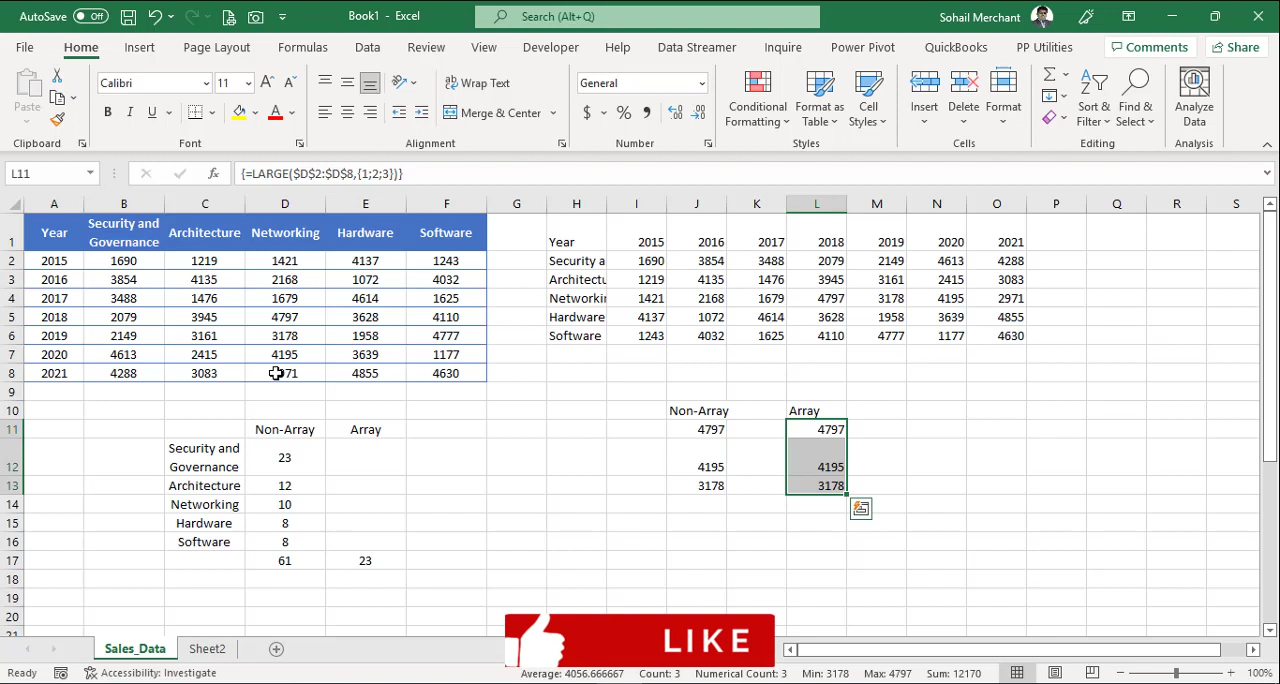 AutoSave Off Book1 - Excel Search (Alt+Q) Sohail Merchant
File Home Insert Page Layout Formulas Data Review View Developer Help Data Streamer Inquire Power Pivot QuickBooks PP Utilities Comments Share
Paste Calibri 11 A A Wrap Text General Conditional Formatting Format as Table Cell Styles Insert Delete Format Sort & Filter Find & Select Analyze Data
B I U A Merge & Center $ %
Clipboard Font Alignment Number Styles Cells Editing Analysis
L11 fx {=LARGE($D$2:$D$8,{1;2;3})}
A B C D E F G H I J K L M N O P Q R S
1 Year Security and Governance Architecture Networking Hardware Software Year 2015 2016 2017 2018 2019 2020 2021
2 2015 1690 1219 1421 4137 1243 Security a 1690 3854 3488 2079 2149 4613 4288
3 2016 3854 4135 2168 1072 4032 Architectu 1219 4135 1476 3945 3161 2415 3083
4 2017 3488 1476 1679 4614 1625 Networkin 1421 2168 1679 4797 3178 4195 2971
5 2018 2079 3945 4797 3628 4110 Hardware 4137 1072 4614 3628 1958 3639 4855
6 2019 2149 3161 3178 1958 4777 Software 1243 4032 1625 4110 4777 1177 4630
7 2020 4613 2415 4195 3639 1177
8 2021 4288 3083 71 4855 4630
9
10 Non-Array Array
11 Non-Array Array 4797 4797
12 Security and Governance 23 4195 4195
13 Architecture 12 3178 3178
14 Networking 10
15 Hardware 8
16 Software 8
17 61 23
18
19
20
21
LIKE
Sales_Data Sheet2
Ready Accessibility: Investigate Average: 4056.666667 Count: 3 Numerical Count: 3 Min: 3178 Max: 4797 Sum: 12170 100%